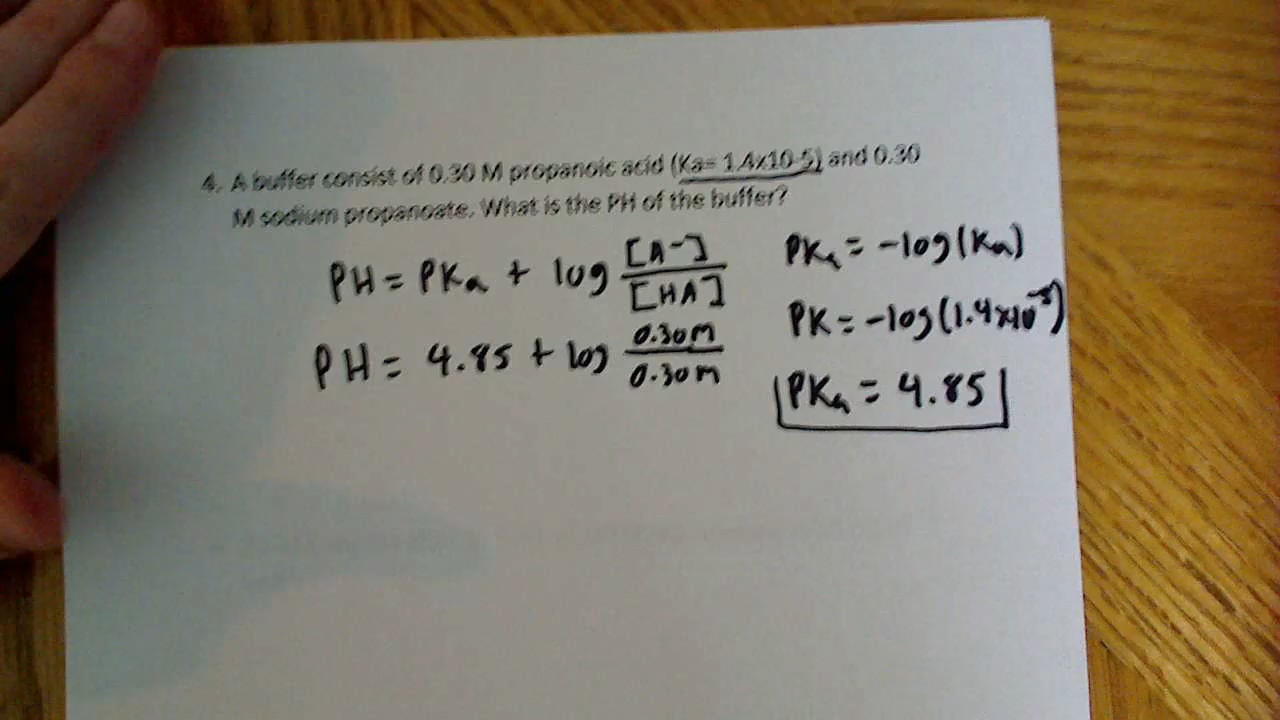 4. A buffer consist of 0.30 M propanoic acid (Ka= 1.4x10-5) and 0.30
M sodium propanoate. What is the PH of the buffer?
PH = PKa + log [A-]/[HA]
PH = 4.85 + log 0.30M/0.30M
PKa = -log(Ka)
PK = -log(1.4x10^-5)
PKa = 4.85